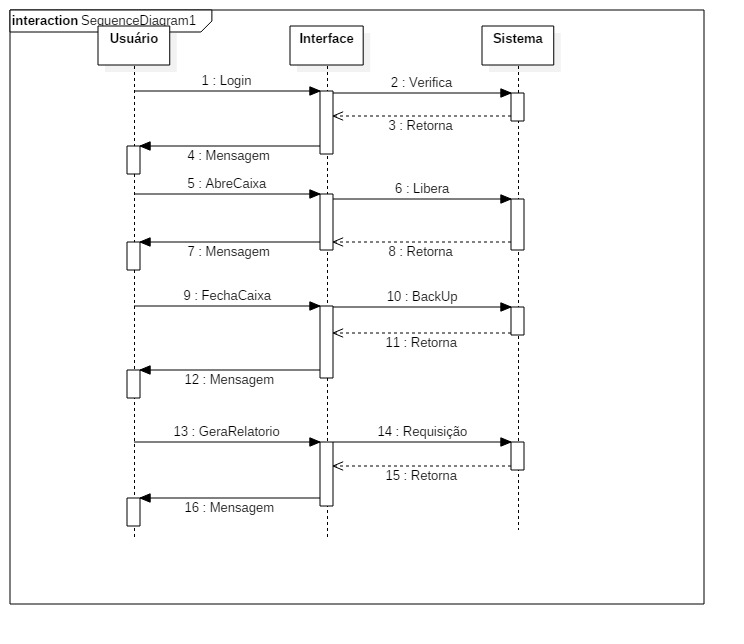 interaction SequenceDiagram1
Usuário
Interface
Sistema
1 : Login
2 : Verifica
3 : Retorna
4 : Mensagem
5 : AbreCaixa
6 : Libera
7 : Mensagem
8 : Retorna
9 : FechaCaixa
10 : BackUp
11 : Retorna
12 : Mensagem
13 : GeraRelatorio
14 : Requisição
15 : Retorna
16 : Mensagem